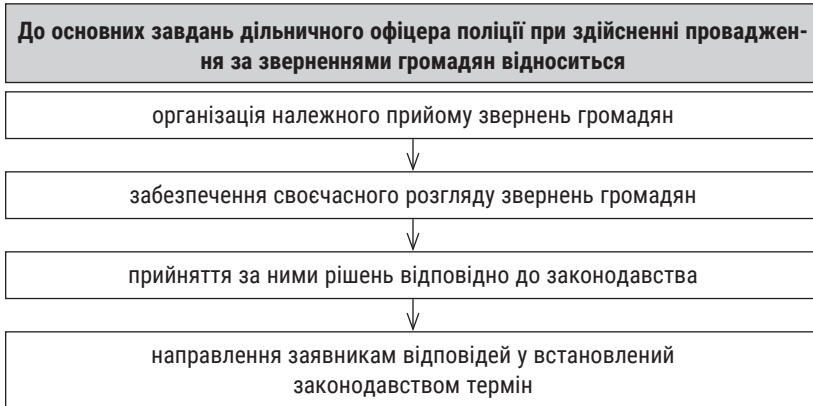 До основних завдань дільничного офіцера поліції при здійсненні проваджен-
ня за зверненнями громадян відноситься
організація належного прийому звернень громадян
забезпечення своєчасного розгляду звернень громадян
прийняття за ними рішень відповідно до законодавства
направлення заявникам відповідей у встановлений
законодавством термін